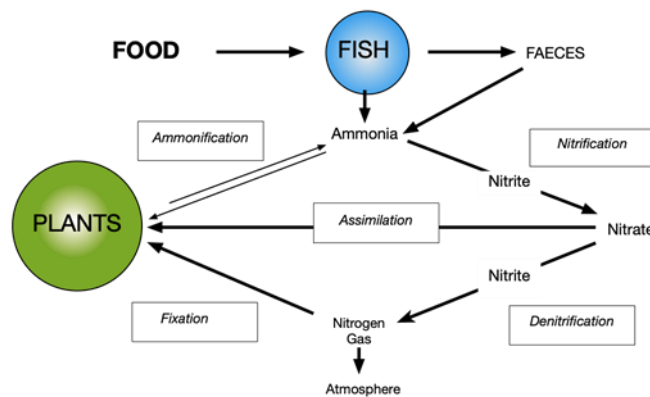 FOOD
FISH
FAECES
Ammonification
Ammonia
Nitrification
Nitrite
PLANTS
Assimilation
Nitrate
Nitrite
Fixation
Nitrogen
Gas
Denitrification
Atmosphere